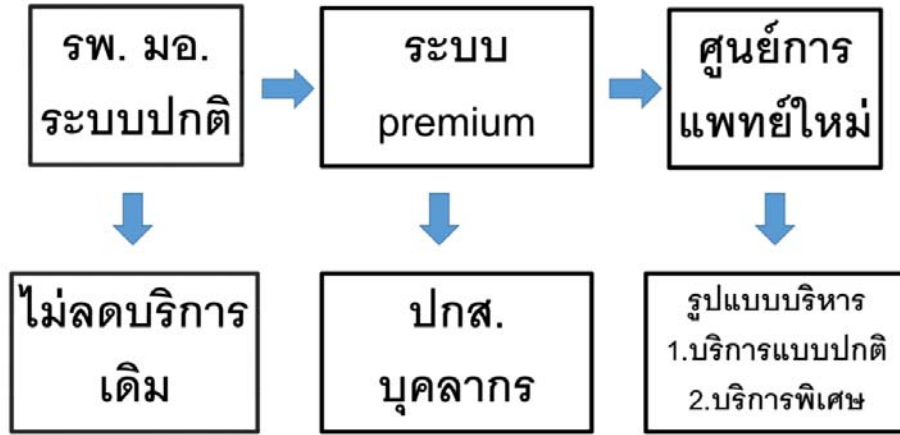 รพ. มอ.
ระบบปกติ
ระบบ
premium
ศูนย์การ
แพทย์ใหม่
ไม่ลดบริการ
เดิม
ปกส.
บุคลากร
รูปแบบบริหาร
1.บริการแบบปกติ
2.บริการพิเศษ